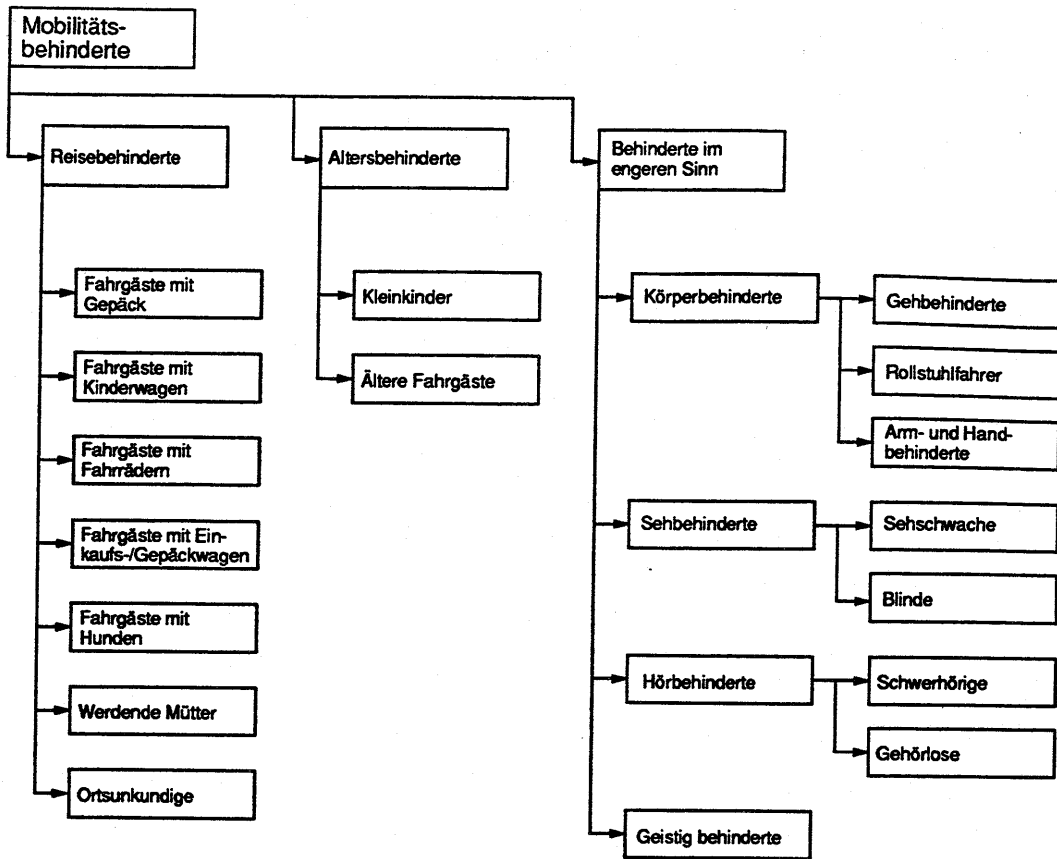 Mobilitäts-
behinderte
Reisebehinderte
Altersbehinderte
Behinderte im
engeren Sinn
Fahrgäste mit
Gepäck
Fahrgäste mit
Kinderwagen
Fahrgäste mit
Fahrrädern
Fahrgäste mit Ein-
kaufs-/Gepäckwagen
Fahrgäste mit
Hunden
Werdende Mütter
Ortsunkundige
Kleinkinder
Ältere Fahrgäste
Körperbehinderte
Gehbehinderte
Rollstuhlfahrer
Arm- und Hand-
behinderte
Sehbehinderte
Sehschwache
Blinde
Hörbehinderte
Schwerhörige
Gehörlose
Geistig behinderte